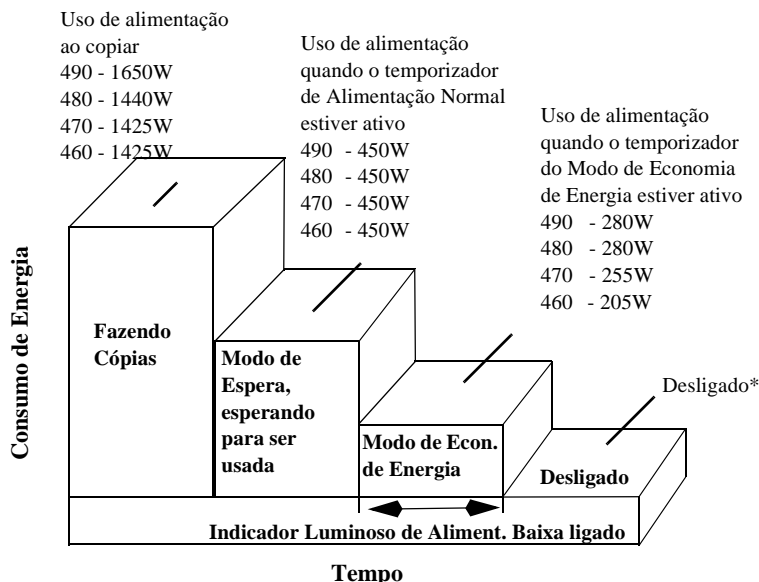 Uso de alimentação
ao copiar
490 - 1650W
480 - 1440W
470 - 1425W
460 - 1425W
Uso de alimentação
quando o temporizador
de Alimentação Normal
estiver ativo
490 - 450W
480 - 450W
470 - 450W
460 - 450W
Uso de alimentação
quando o temporizador
do Modo de Economia
de Energia estiver ativo
490 - 280W
480 - 280W
470 - 255W
460 - 205W
Desligado*
Consumo de Energia
Fazendo
Cópias
Modo de
Espera,
esperando
para ser
usada
Modo de Econ.
de Energia
Desligado
Indicador Luminoso de Aliment. Baixa ligado
Tempo